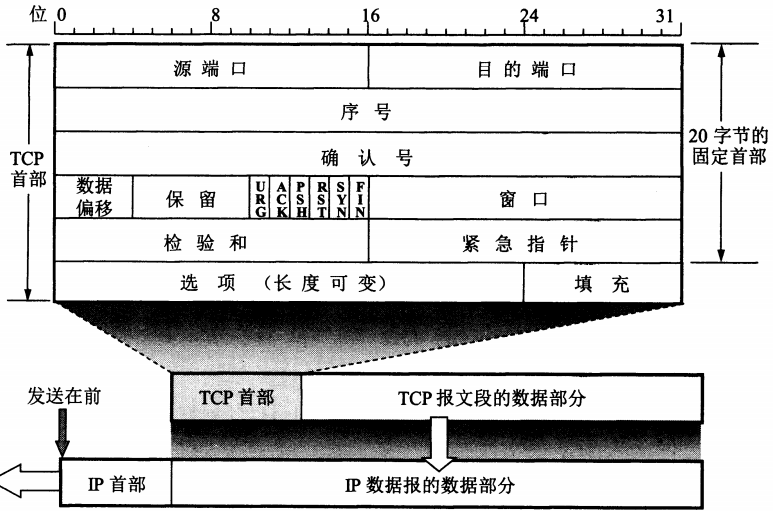 位 0 8 16 24 31
源 端 口 目 的 端 口
序 号
确 认 号
20 字节的
固定首部
TCP
首部
数据
偏移
保 留
URG
ACK
PSH
RST
SYN
FIN
窗 口
检 验 和 紧 急 指 针
选 项 (长 度 可 变) 填 充
TCP 首部 TCP 报文段的数据部分
发送在前
IP 首部 IP 数据报的数据部分